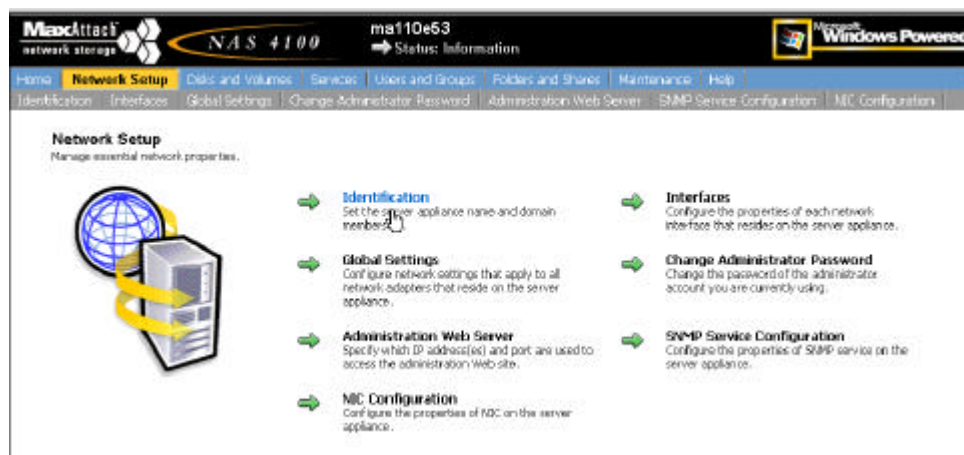 MaxAttach
network storage
NAS 4100
ma110e53
Status: Information
Microsoft
Windows Powered
Home Network Setup Disks and Volumes Services Users and Groups Folders and Shares Maintenance Help
Identification Interfaces Global Settings Change Administrator Password Administration Web Server SNMP Service Configuration NIC Configuration
Network Setup
Manage essential network properties.
Identification
Set the server appliance name and domain
Interfaces
Configure the properties of each network
interface that resides on the server appliance.
Global Settings
Configure network settings that apply to all
network adapters that reside on the server
appliance.
Change Administrator Password
Change the password of the administrator
account you are currently using.
Administration Web Server
Specify which IP address(es) and port are used to
access the administration Web site.
SNMP Service Configuration
Configure the properties of SNMP service on the
server appliance.
NIC Configuration
Configure the properties of NIC on the server
appliance.